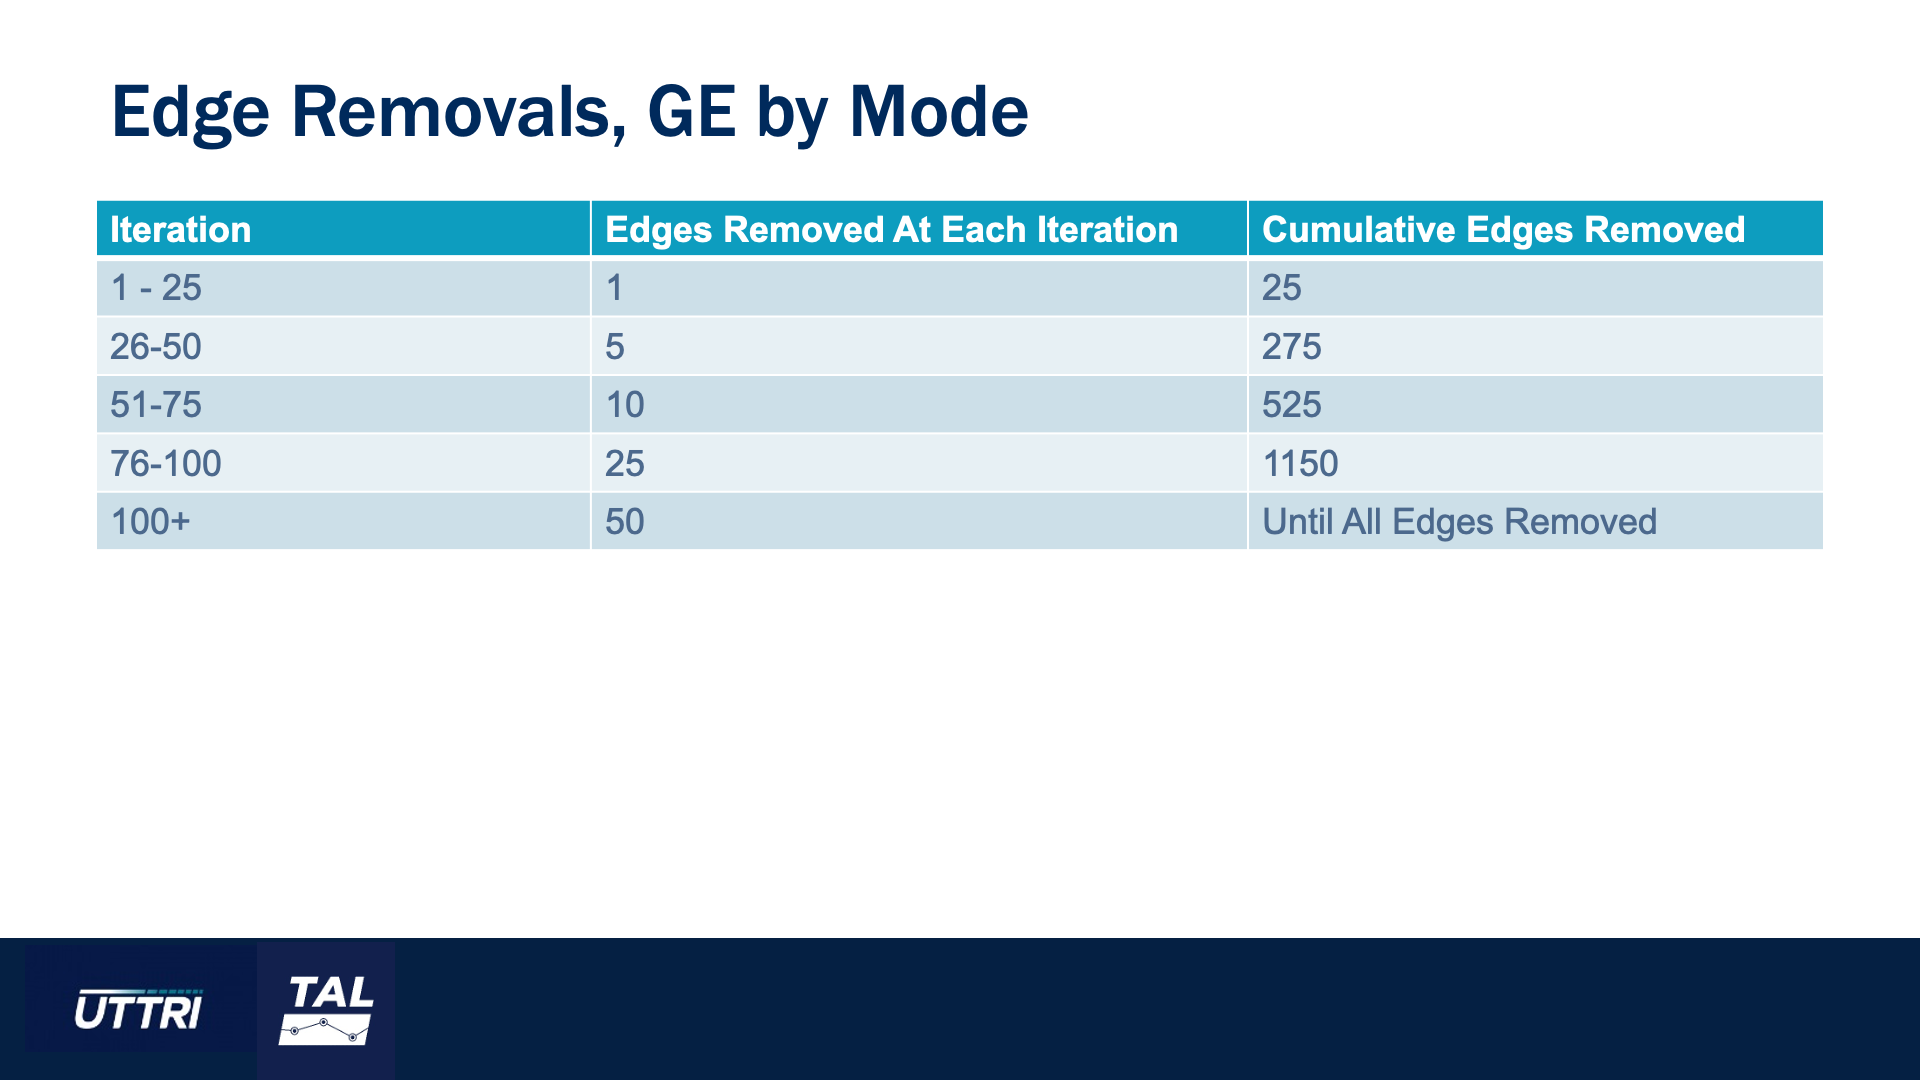 Edge Removals, GE by Mode
Iteration Edges Removed At Each Iteration Cumulative Edges Removed
1 - 25 1 25
26-50 5 275
51-75 10 525
76-100 25 1150
100+ 50 Until All Edges Removed
UTTRI TAL